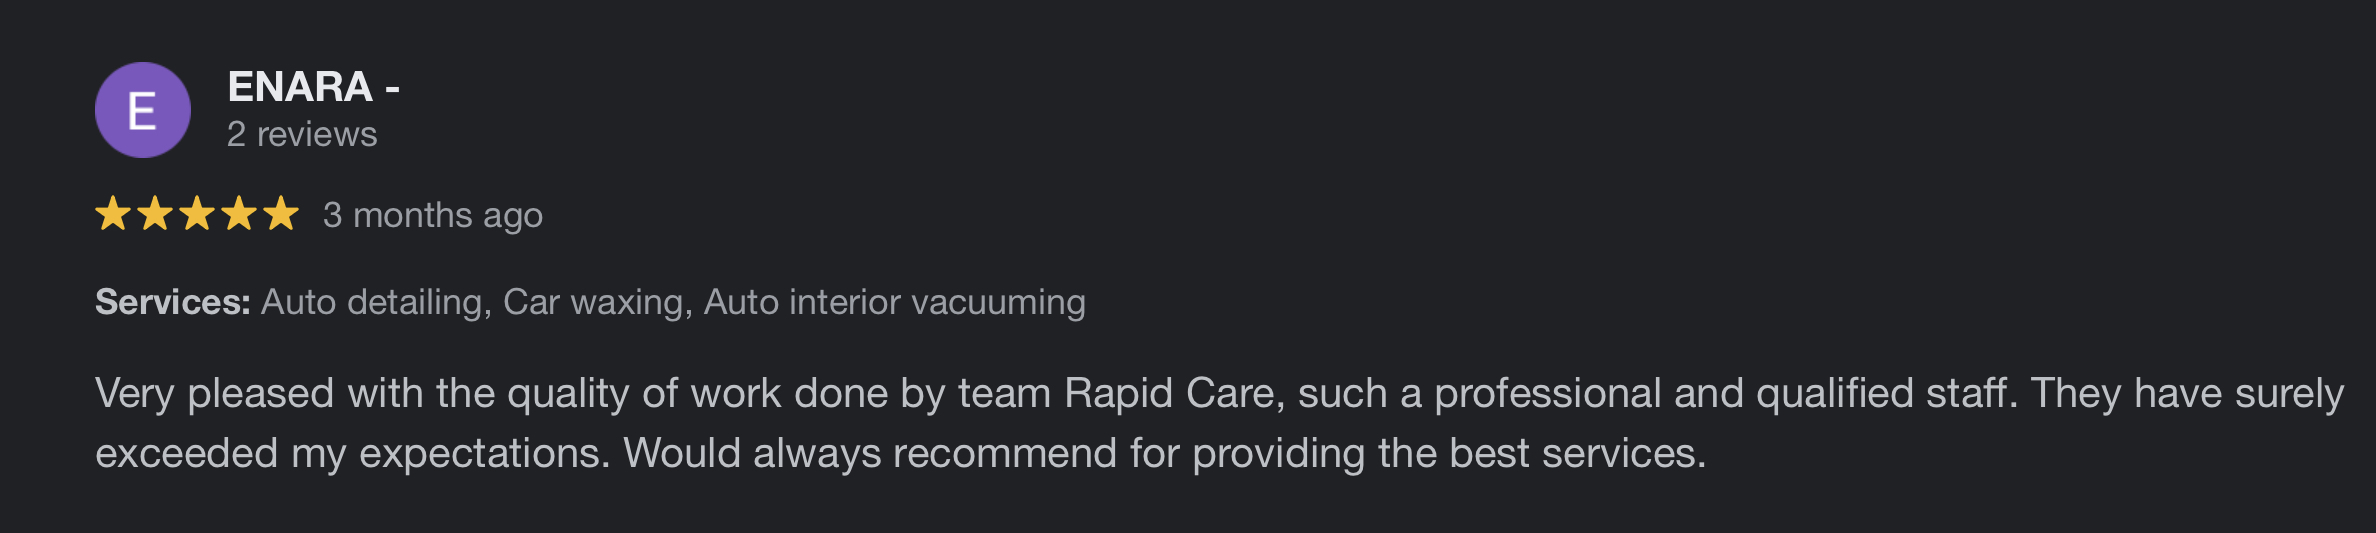 E
ENARA -
2 reviews
3 months ago
Services: Auto detailing, Car waxing, Auto interior vacuuming
Very pleased with the quality of work done by team Rapid Care, such a professional and qualified staff. They have surely
exceeded my expectations. Would always recommend for providing the best services.